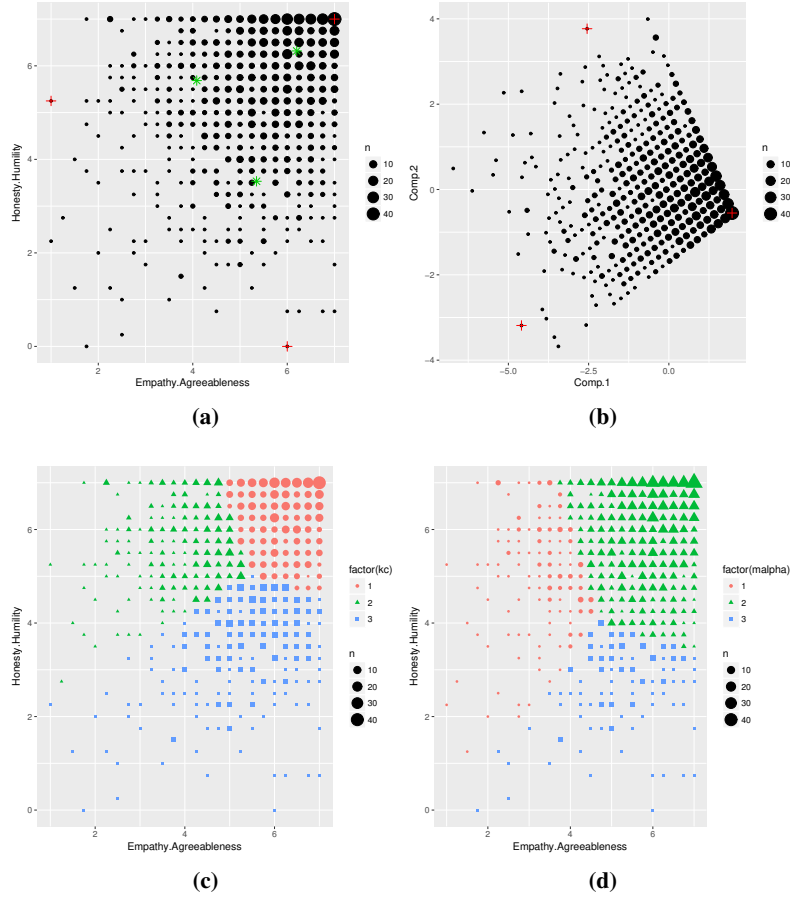 6
4
2
0
Honesty.Humility
2
4
6
Empathy.Agreeableness
n
10
20
30
40
(a)
4
2
0
−2
−4
Comp.2
−5.0
−2.5
0.0
Comp.1
n
10
20
30
40
(b)
6
4
2
0
Honesty.Humility
2
4
6
Empathy.Agreeableness
factor(kc)
1
2
3
n
10
20
30
40
(c)
6
4
2
0
Honesty.Humility
2
4
6
Empathy.Agreeableness
factor(malpha)
1
2
3
n
10
20
30
40
(d)